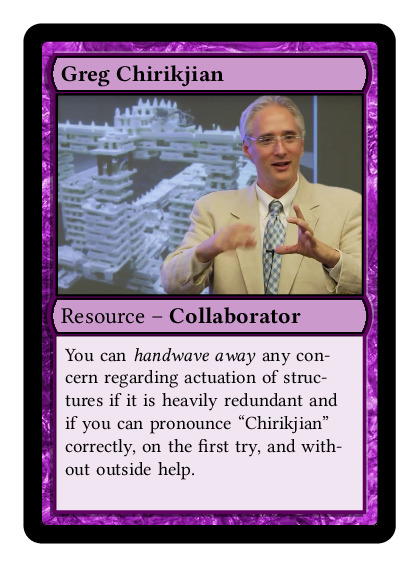 Greg Chirikjian
Resource – Collaborator
You can handwave away any con-
cern regarding actuation of struc-
tures if it is heavily redundant and
if you can pronounce “Chirikjian”
correctly, on the first try, and with-
out outside help.